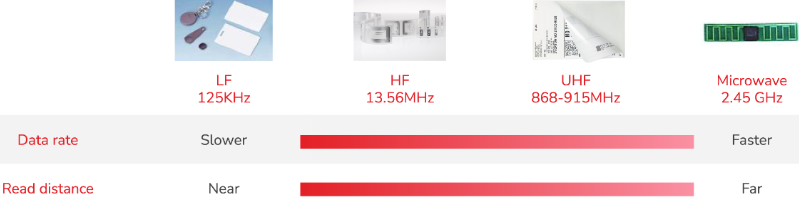 LF
125KHz
HF
13.56MHz
UHF
868-915MHz
Microwave
2.45 GHz
Data rate Slower Faster
Read distance Near Far